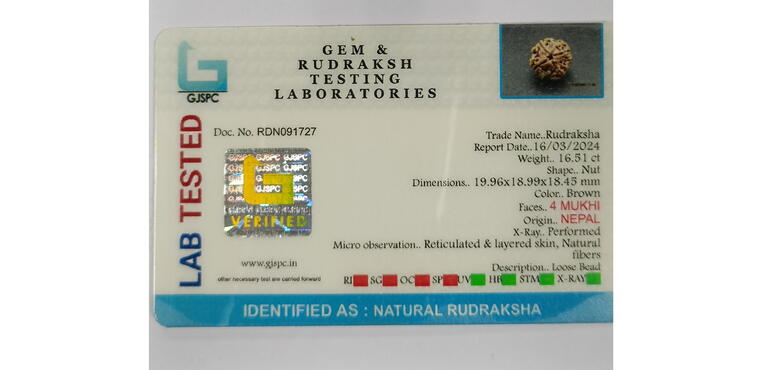 GJSPC
GEM &
RUDRAKSH
TESTING
LABORATORIES
LAB TESTED
Doc. No. RDN091727
GJSPC GJSPC
GJSPC
VERIFIED
www.gjspc.in
other necessary test are carried forward
Trade Name..Rudraksha
Report Date..16/03/2024
Weight.. 16.51 ct
Shape.. Nut
Dimensions.. 19.96x18.99x18.45 mm
Color.. Brown
Faces.. 4 MUKHI
Origin.. NEPAL
X-Ray.. Performed
Micro observation.. Reticulated & layered skin, Natural
fibers
Description.. Loose Bead
RI SG OC SP UV HB STM X-RAY
IDENTIFIED AS : NATURAL RUDRAKSHA